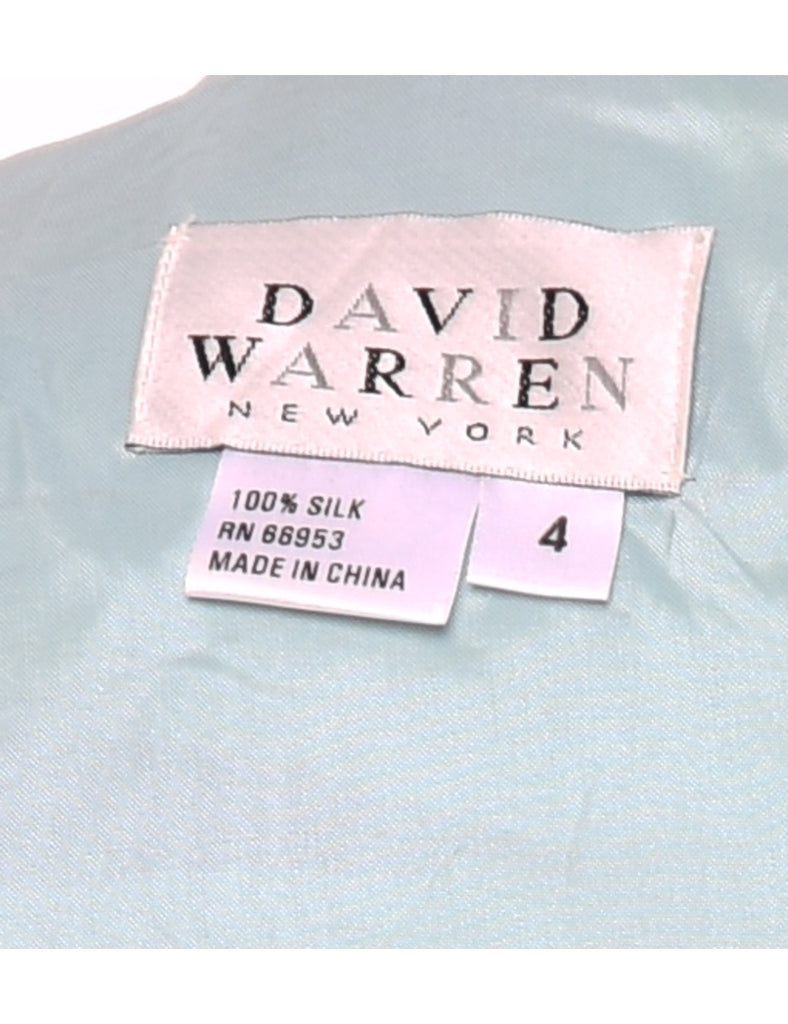 DAVID
WARREN
NEW YORK
100% SILK
RN 66953
MADE IN CHINA
4